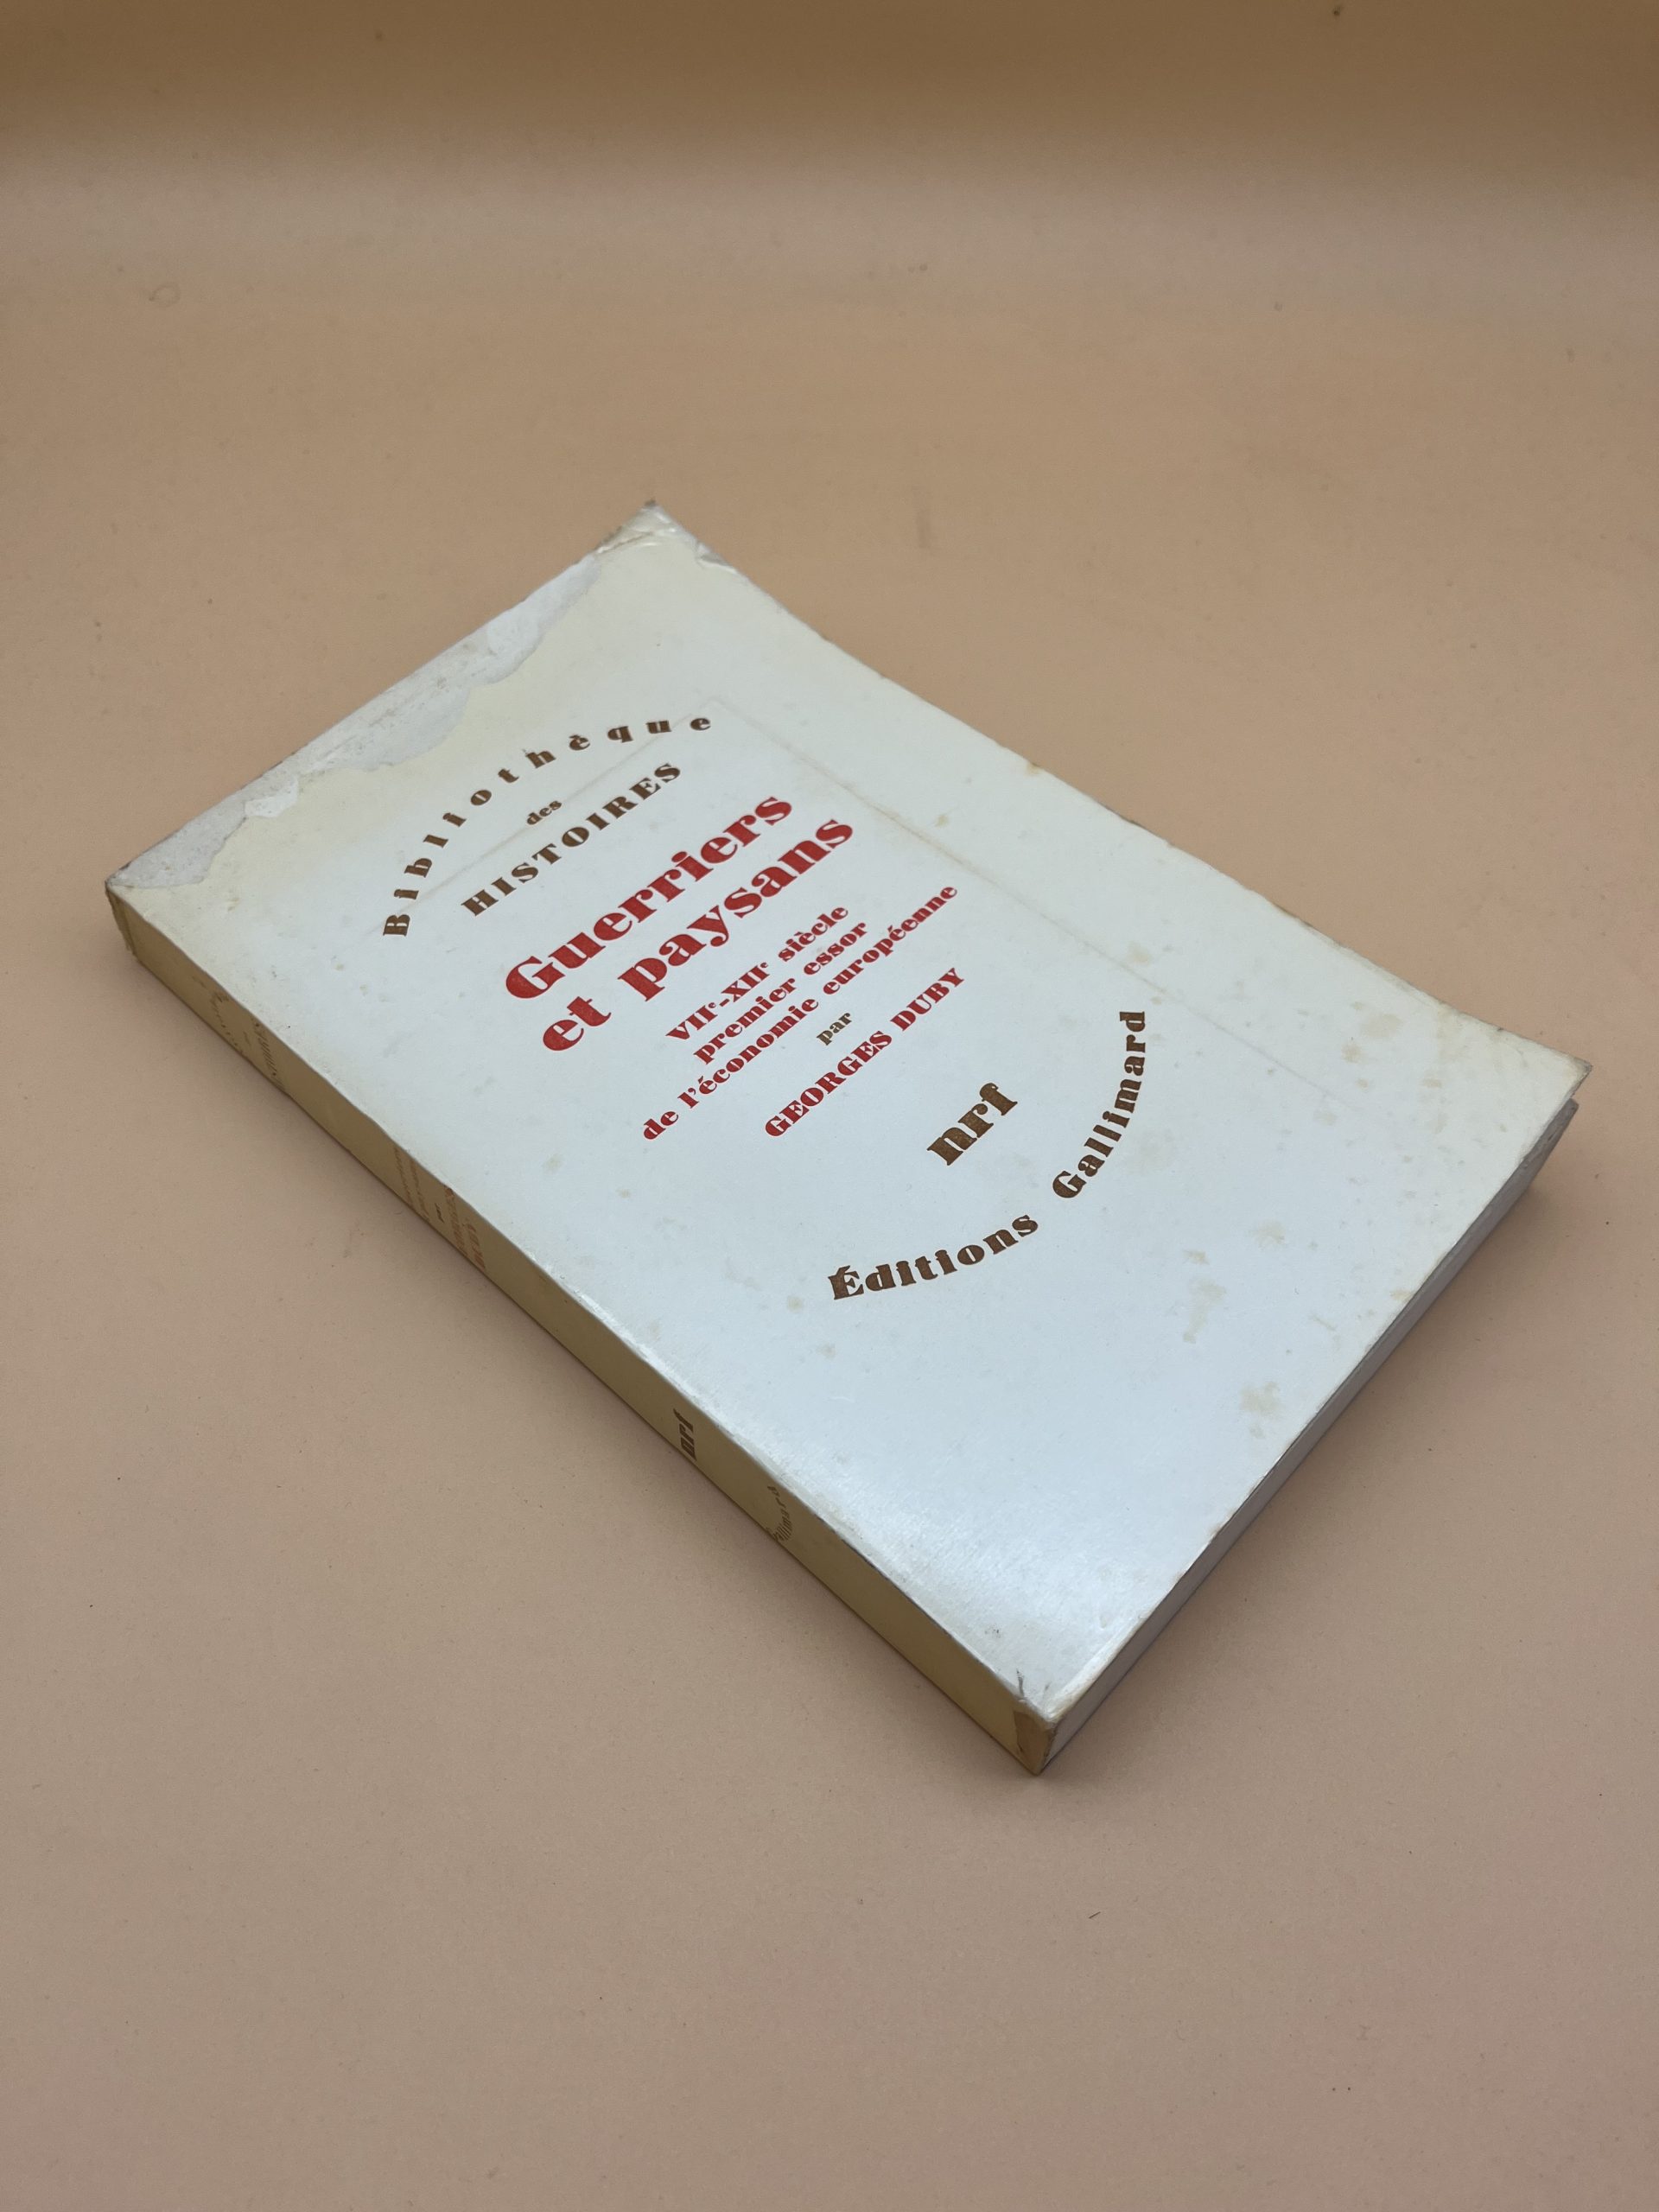 Bibliothèque
des
HISTOIRES
Guerriers
et paysans
VIIᵉ-XIIᵉ siècle
premier essor
de l'économie européenne
par
GEORGES DUBY
nrf
Éditions Gallimard
nrf